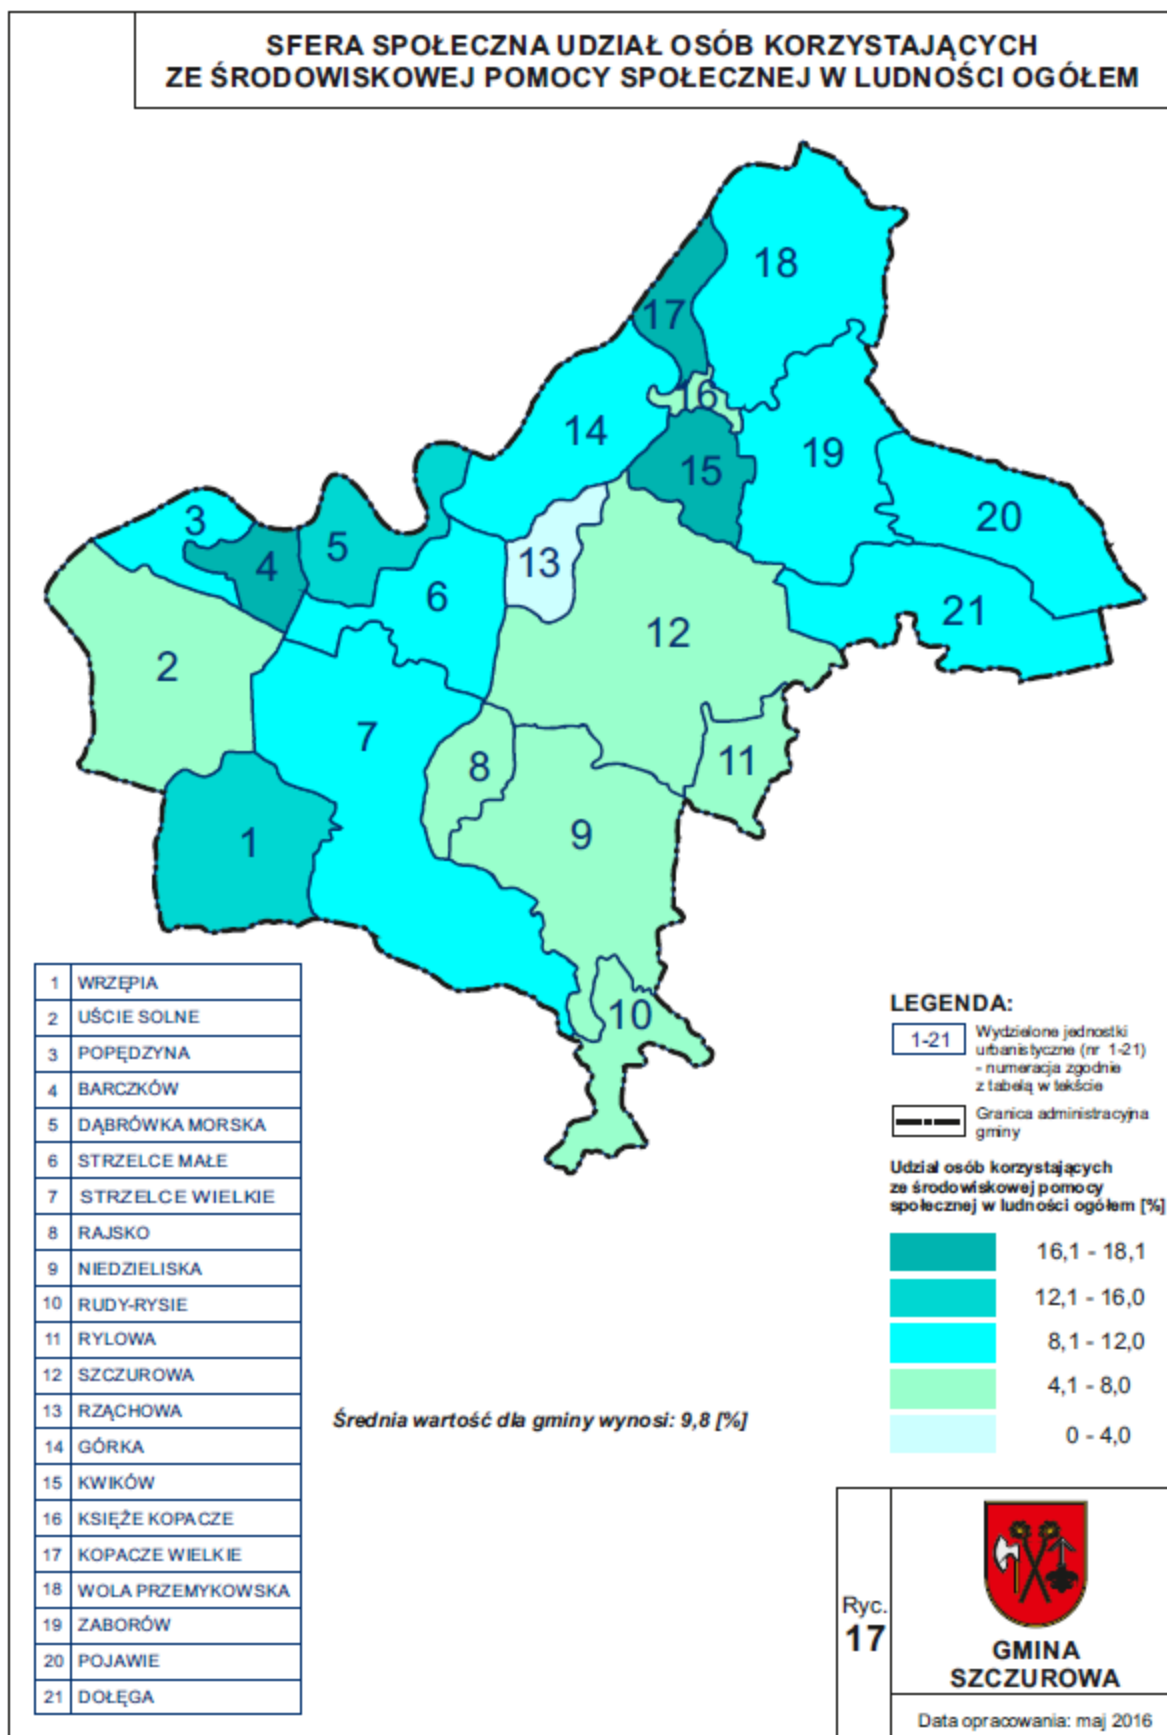 SFERA SPOŁECZNA UDZIAŁ OSÓB KORZYSTAJĄCYCH
ZE ŚRODOWISKOWEJ POMOCY SPOŁECZNEJ W LUDNOŚCI OGÓŁEM
18
17
16
14
15
19
20
3
5
4
13
6
21
12
2
7
8
11
1
9
10
1 WRZĘPIA
2 UŚCIE SOLNE
3 POPĘDZYNA
4 BARCZKÓW
5 DĄBRÓWKA MORSKA
6 STRZELCE MAŁE
7 STRZELCE WIELKIE
8 RAJSKO
9 NIEDZIELISKA
10 RUDY-RYSIE
11 RYLOWA
12 SZCZUROWA
13 RZĄCHOWA
14 GÓRKA
15 KWIKÓW
16 KSIĘŻE KOPACZE
17 KOPACZE WIELKIE
18 WOLA PRZEMYKOWSKA
19 ZABORÓW
20 POJAWIE
21 DOŁĘGA
Średnia wartość dla gminy wynosi: 9,8 [%]
LEGENDA:
1-21
Wydzielone jednostki
urbanistyczne (nr 1-21)
- numeracja zgodnie
z tabelą w tekście
Granica administracyjna
gminy
Udział osób korzystających
ze środowiskowej pomocy
społecznej w ludności ogółem [%]
16,1 - 18,1
12,1 - 16,0
8,1 - 12,0
4,1 - 8,0
0 - 4,0
Ryc.
17
GMINA
SZCZUROWA
Data opracowania: maj 2016